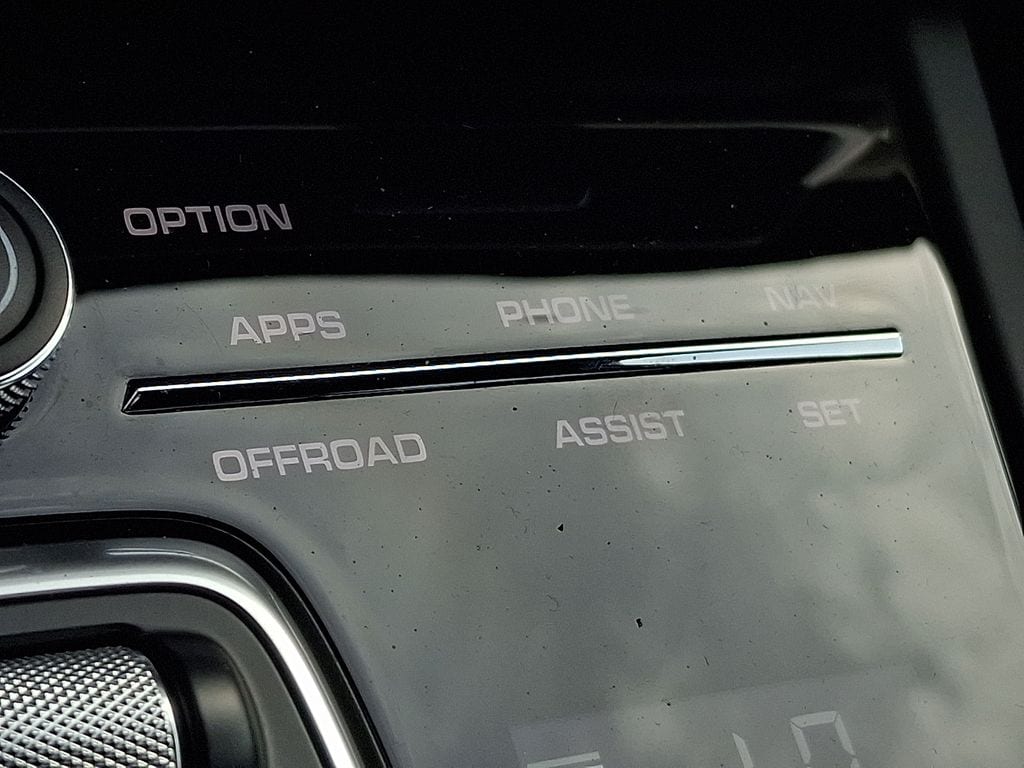 OPTION
APPS PHONE NAV
OFFROAD ASSIST SET